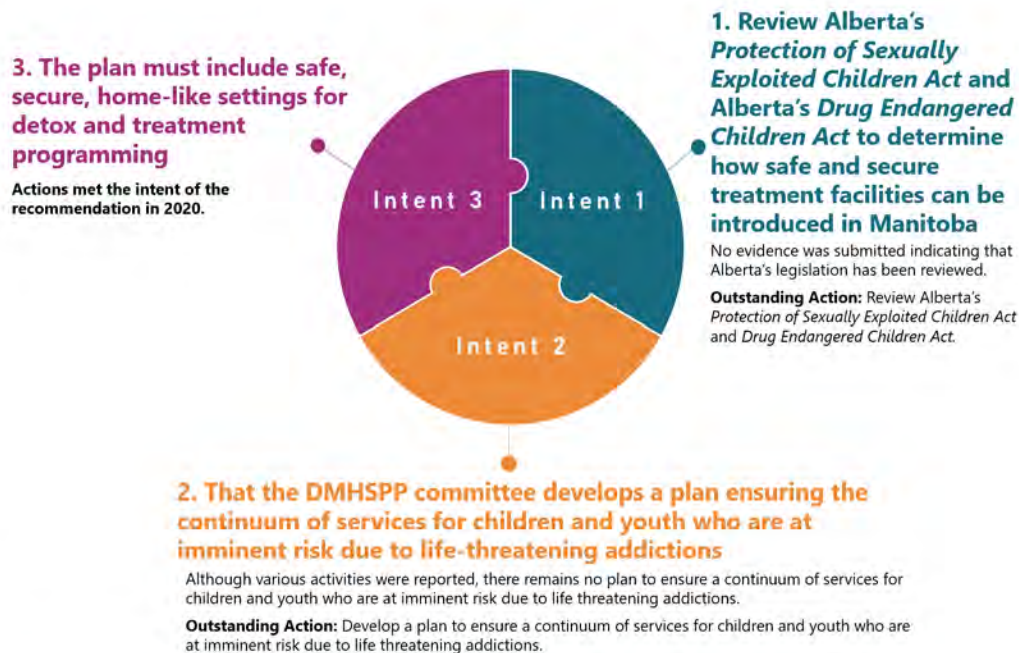 1. Review Alberta's
Protection of Sexually
Exploited Children Act and
Alberta's Drug Endangered
Children Act to determine
how safe and secure
treatment facilities can be
introduced in Manitoba
No evidence was submitted indicating that
Alberta's legislation has been reviewed.
Outstanding Action: Review Alberta's
Protection of Sexually Exploited Children Act
and Drug Endangered Children Act.
3. The plan must include safe,
secure, home-like settings for
detox and treatment
programming
Actions met the intent of the
recommendation in 2020.
Intent 3
Intent 1
Intent 2
2. That the DMHSPP committee develops a plan ensuring the
continuum of services for children and youth who are at
imminent risk due to life-threatening addictions
Although various activities were reported, there remains no plan to ensure a continuum of services for
children and youth who are at imminent risk due to life threatening addictions.
Outstanding Action: Develop a plan to ensure a continuum of services for children and youth who are
at imminent risk due to life threatening addictions.